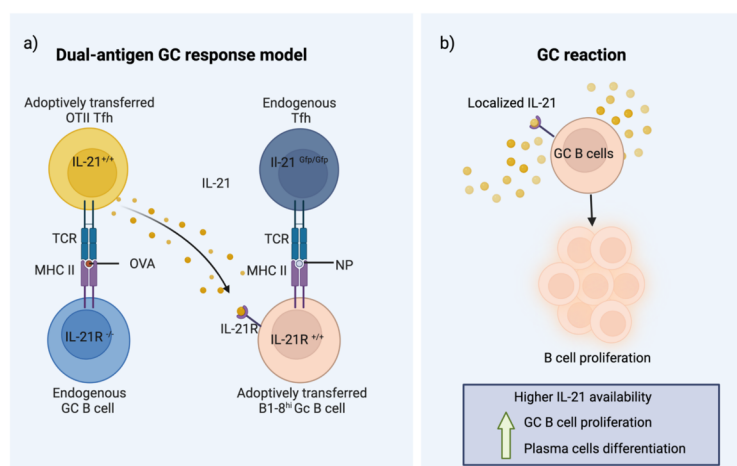 a)
Dual-antigen GC response model
Adoptively transferred
OTII Tfh
Endogenous
Tfh
IL-21+/+
Il-21 Gfp/Gfp
IL-21
TCR
TCR
MHC II
OVA
MHC II
NP
IL-21R
IL-21R -/-
IL-21R +/+
Endogenous
GC B cell
Adoptively transferred
B1-8hi Gc B cell
b)
GC reaction
Localized IL-21
GC B cells
B cell proliferation
Higher IL-21 availability
GC B cell proliferation
Plasma cells differentiation